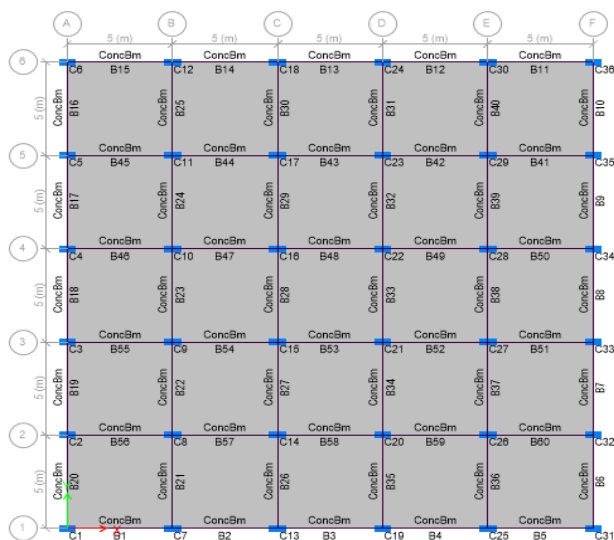 A B C D E F
5 (m) 5 (m) 5 (m) 5 (m) 5 (m)
ConcBm ConcBm ConcBm ConcBm ConcBm
6
C6 B15 C12 B14 C18 B13 C24 B12 C30 B11 C36
5 (m) ConcBm B16 ConcBm B25 ConcBm B30 ConcBm B31 ConcBm B40 ConcBm B10
ConcBm ConcBm ConcBm ConcBm ConcBm
5
C5 B45 C11 B44 C17 B43 C23 B42 C29 B41 C35
5 (m) ConcBm B17 ConcBm B24 ConcBm B29 ConcBm B32 ConcBm B39 ConcBm B9
ConcBm ConcBm ConcBm ConcBm ConcBm
4
C4 B46 C10 B47 C16 B48 C22 B49 C28 B50 C34
5 (m) ConcBm B18 ConcBm B23 ConcBm B28 ConcBm B33 ConcBm B38 ConcBm B8
ConcBm ConcBm ConcBm ConcBm ConcBm
3
C3 B55 C9 B54 C15 B53 C21 B52 C27 B51 C33
5 (m) ConcBm B19 ConcBm B22 ConcBm B27 ConcBm B34 ConcBm B37 ConcBm B7
ConcBm ConcBm ConcBm ConcBm ConcBm
2
C2 B56 C8 B57 C14 B58 C20 B59 C26 B60 C32
5 (m) ConcBm B20 ConcBm B21 ConcBm B26 ConcBm B35 ConcBm B36 ConcBm B6
Y
ConcBm ConcBm ConcBm ConcBm ConcBm
1
X
C1 B1 C7 B2 C13 B3 C19 B4 C25 B5 C31